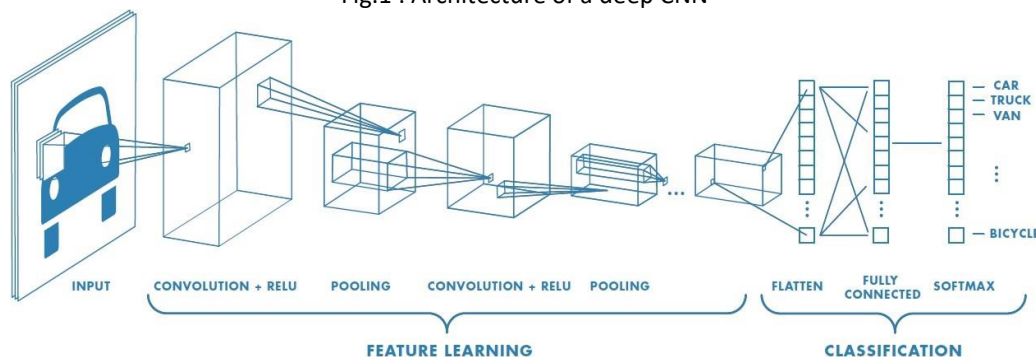 Fig.1 : Architecture of a deep CNN
CAR
TRUCK
VAN
BICYCLE
INPUT
CONVOLUTION + RELU
POOLING
CONVOLUTION + RELU
POOLING
FLATTEN
FULLY
CONNECTED
SOFTMAX
FEATURE LEARNING
CLASSIFICATION